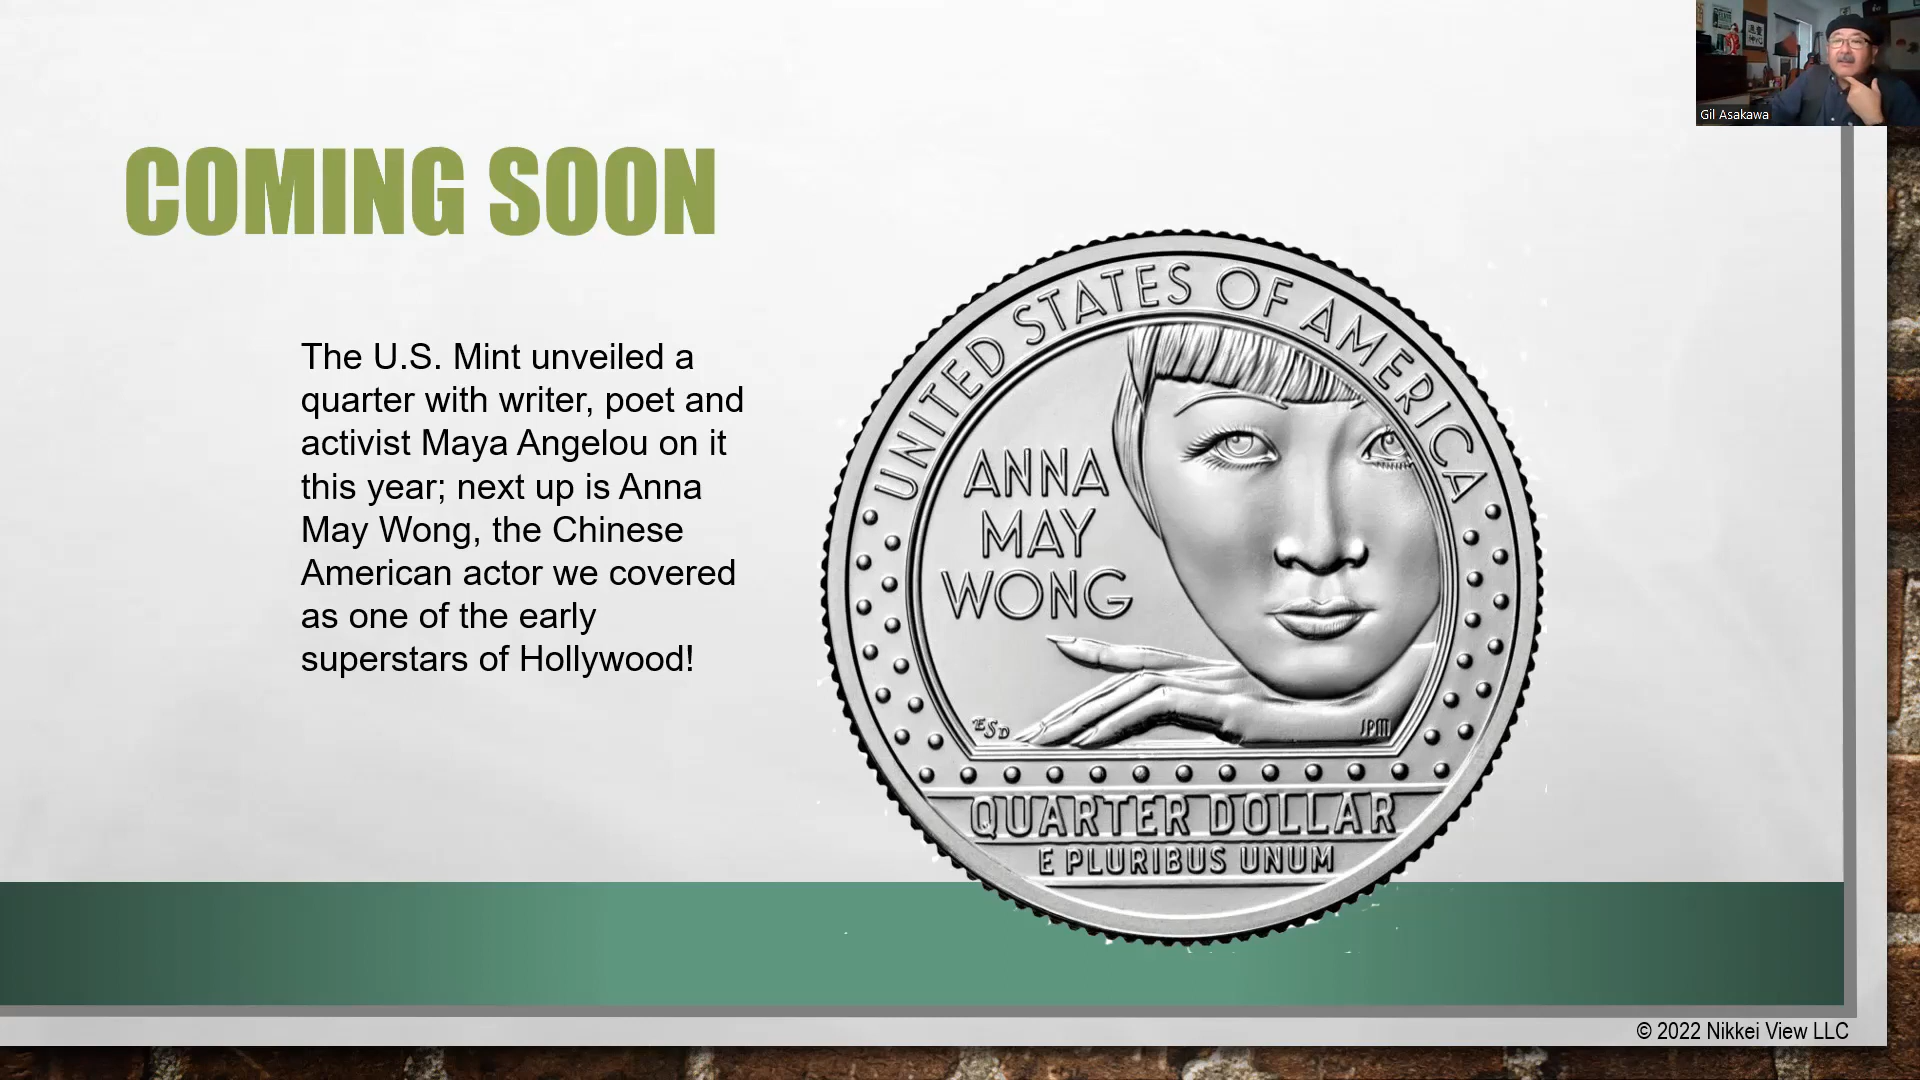 Gil Asakawa
COMING SOON
The U.S. Mint unveiled a
quarter with writer, poet and
activist Maya Angelou on it
this year; next up is Anna
May Wong, the Chinese
American actor we covered
as one of the early
superstars of Hollywood!
UNITED STATES OF AMERICA
ANNA
MAY
WONG
ESD
JPM
QUARTER DOLLAR
E PLURIBUS UNUM
© 2022 Nikkei View LLC